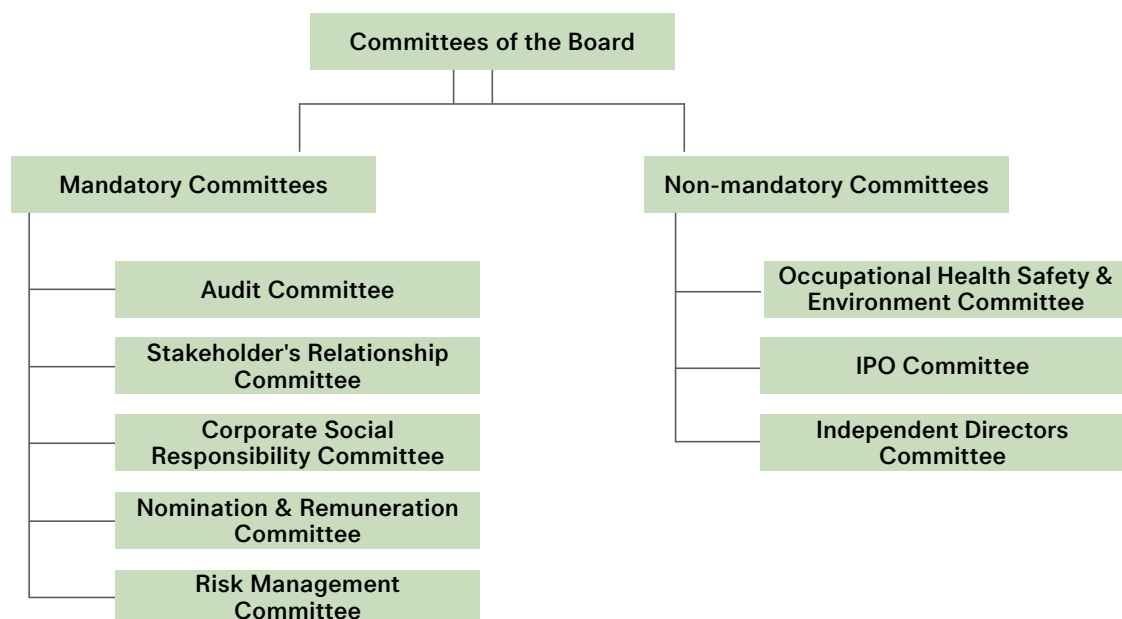 Committees of the Board
Mandatory Committees
Non-mandatory Committees
Audit Committee
Stakeholder's Relationship
Committee
Corporate Social
Responsibility Committee
Nomination & Remuneration
Committee
Risk Management
Committee
Occupational Health Safety &
Environment Committee
IPO Committee
Independent Directors
Committee